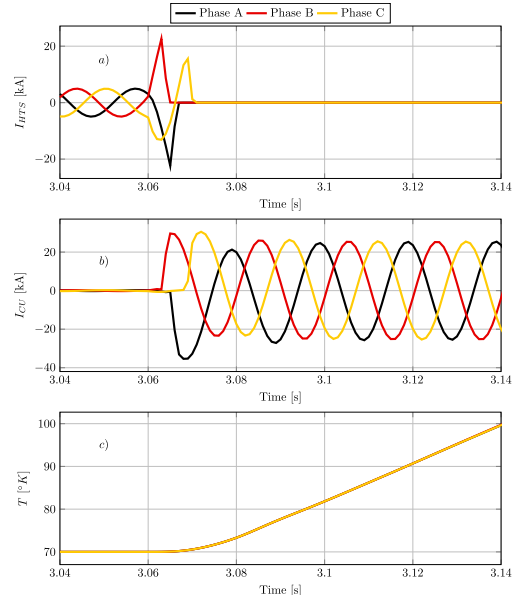 Phase A Phase B Phase C
a)
20
0
−20
I_HTS [kA]
3.04 3.06 3.08 3.1 3.12 3.14
Time [s]
b)
20
0
−20
−40
I_CU [kA]
3.04 3.06 3.08 3.1 3.12 3.14
Time [s]
c)
100
90
80
70
T [°K]
3.04 3.06 3.08 3.1 3.12 3.14
Time [s]